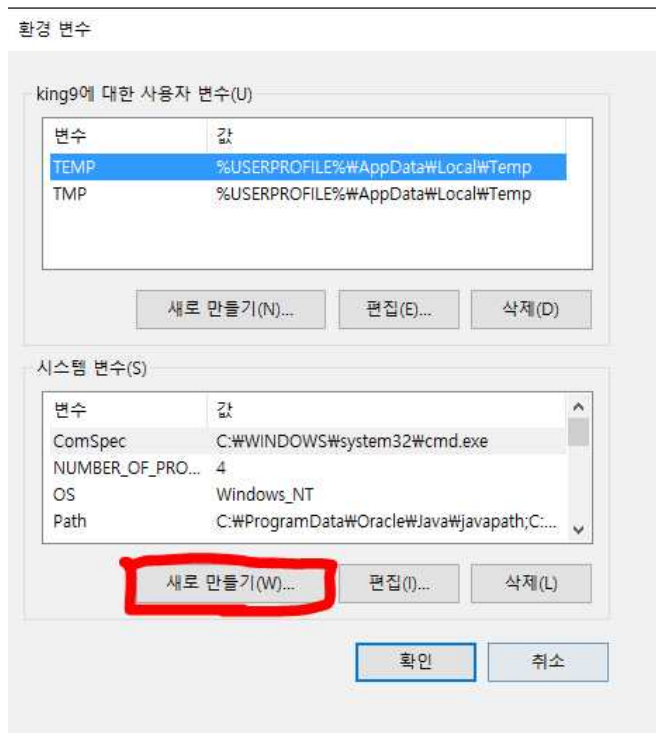 환경 변수
king9에 대한 사용자 변수(U)
변수 값
TEMP %USERPROFILE%₩AppData₩Local₩Temp
TMP %USERPROFILE%₩AppData₩Local₩Temp
새로 만들기(N)... 편집(E)... 삭제(D)
시스템 변수(S)
변수 값
ComSpec C:₩WINDOWS₩system32₩cmd.exe
NUMBER_OF_PRO... 4
OS Windows_NT
Path C:₩ProgramData₩Oracle₩Java₩javapath;C:...
새로 만들기(W)... 편집(I)... 삭제(L)
확인 취소